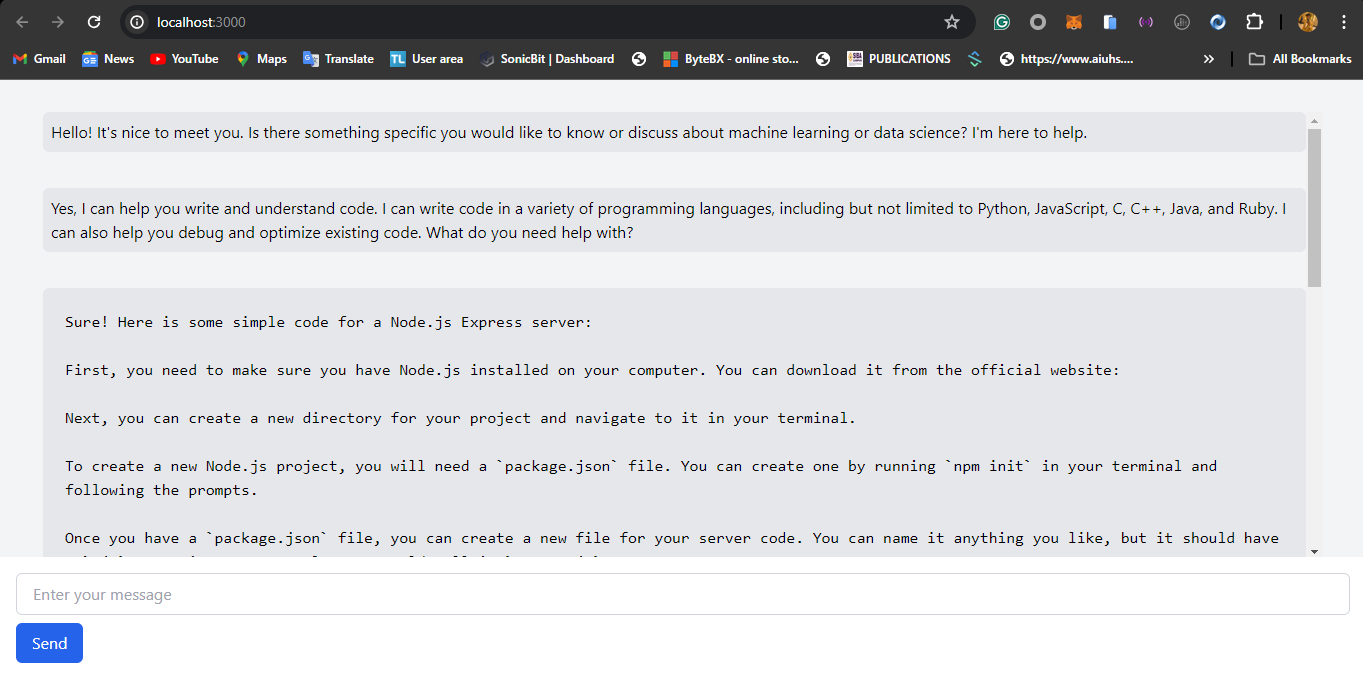 localhost:3000
Gmail News YouTube Maps Translate TL User area SonicBit | Dashboard ByteBX - online sto... PUBLICATIONS https://www.aiuhs.... » All Bookmarks
Hello! It's nice to meet you. Is there something specific you would like to know or discuss about machine learning or data science? I'm here to help.
Yes, I can help you write and understand code. I can write code in a variety of programming languages, including but not limited to Python, JavaScript, C, C++, Java, and Ruby. I
can also help you debug and optimize existing code. What do you need help with?
Sure! Here is some simple code for a Node.js Express server:
First, you need to make sure you have Node.js installed on your computer. You can download it from the official website:
Next, you can create a new directory for your project and navigate to it in your terminal.
To create a new Node.js project, you will need a `package.json` file. You can create one by running `npm init` in your terminal and
following the prompts.
Once you have a `package.json` file, you can create a new file for your server code. You can name it anything you like, but it should have
Enter your message
Send